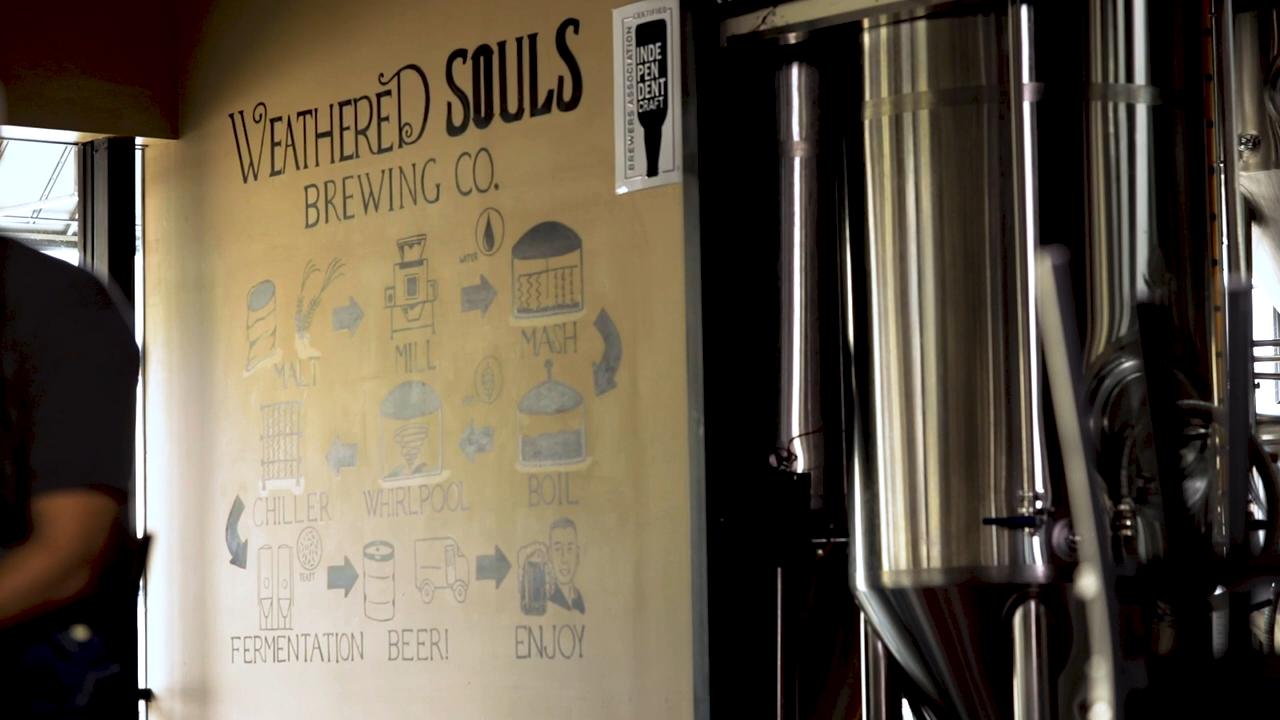 WEATHERED SOULS
BREWING CO.
CERTIFIED
BREWERS ASSOCIATION
INDE
PEN
DENT
CRAFT
WATER
MALT
MILL
MASH
CHILLER
WHIRLPOOL
BOIL
YEAST
FERMENTATION
BEER!
ENJOY